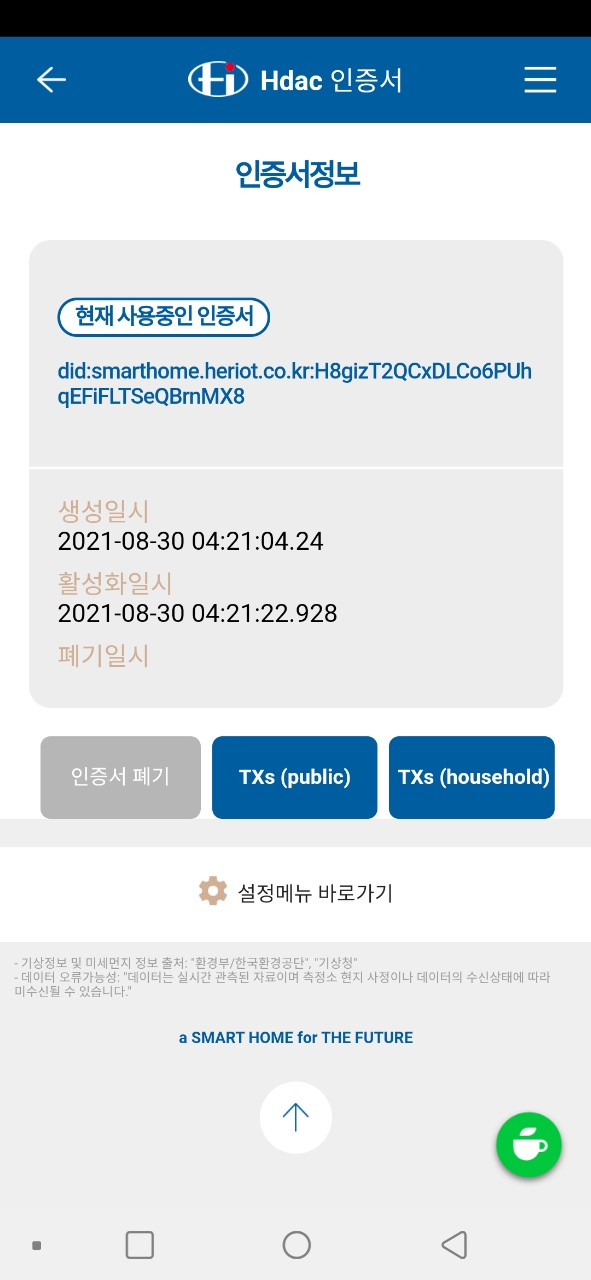 Hdac 인증서
인증서정보
현재 사용중인 인증서
did:smarthome.heriot.co.kr:H8gizT2QCxDLCo6PUh
qEFiFLTSeQBrnMX8
생성일시
2021-08-30 04:21:04.24
활성화일시
2021-08-30 04:21:22.928
폐기일시
인증서 폐기
TXs (public)
TXs (household)
설정메뉴 바로가기
- 기상정보 및 미세먼지 정보 출처: "환경부/한국환경공단", "기상청"
- 데이터 오류가능성: "데이터는 실시간 관측된 자료이며 측정소 현지 사정이나 데이터의 수신상태에 따라
미수신될 수 있습니다."
a SMART HOME for THE FUTURE